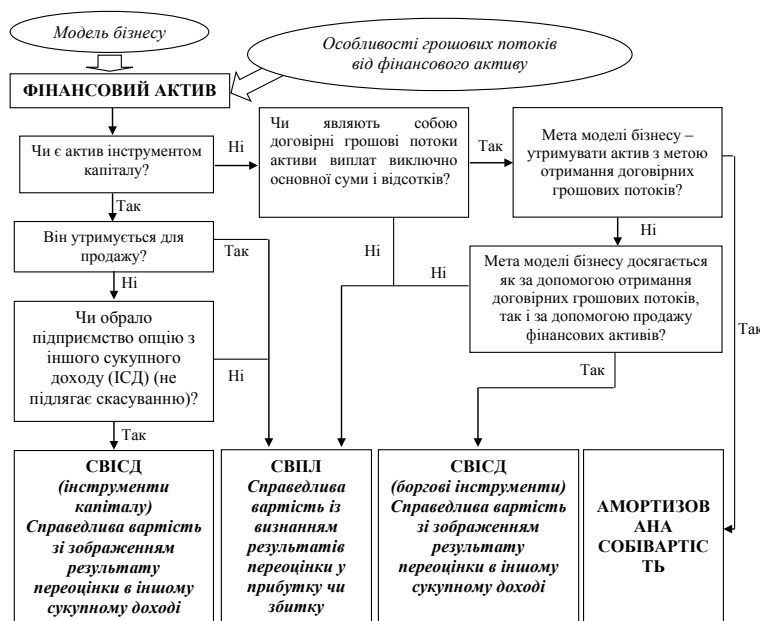 Модель бізнесу
Особливості грошових потоків
від фінансового активу
ФІНАНСОВИЙ АКТИВ
Чи є актив інструментом
капіталу?
Ні
Чи являють собою
договірні грошові потоки
активи виплат виключно
основної суми і відсотків?
Так
Мета моделі бізнесу –
утримувати актив з метою
отримання договірних
грошових потоків?
Так
Він утримується для
продажу?
Так
Ні
Ні
Ні
Мета моделі бізнесу досягається
як за допомогою отримання
договірних грошових потоків,
так і за допомогою продажу
фінансових активів?
Так
Ні
Чи обрало
підприємство опцію з
іншого сукупного
доходу (ІСД) (не
підлягає скасуванню)?
Ні
Так
Так
СВІСД
(інструменти
капіталу)
Справедлива вартість
зі зображенням
результату
переоцінки в іншому
сукупному доході
СВПЛ
Справедлива
вартість із
визнанням
результатів
переоцінки у
прибутку чи
збитку
СВІСД
(боргові інструменти)
Справедлива вартість
зі зображенням
результату
переоцінки в іншому
сукупному доході
АМОРТИЗОВ
АНА
СОБІВАРТІС
ТЬ